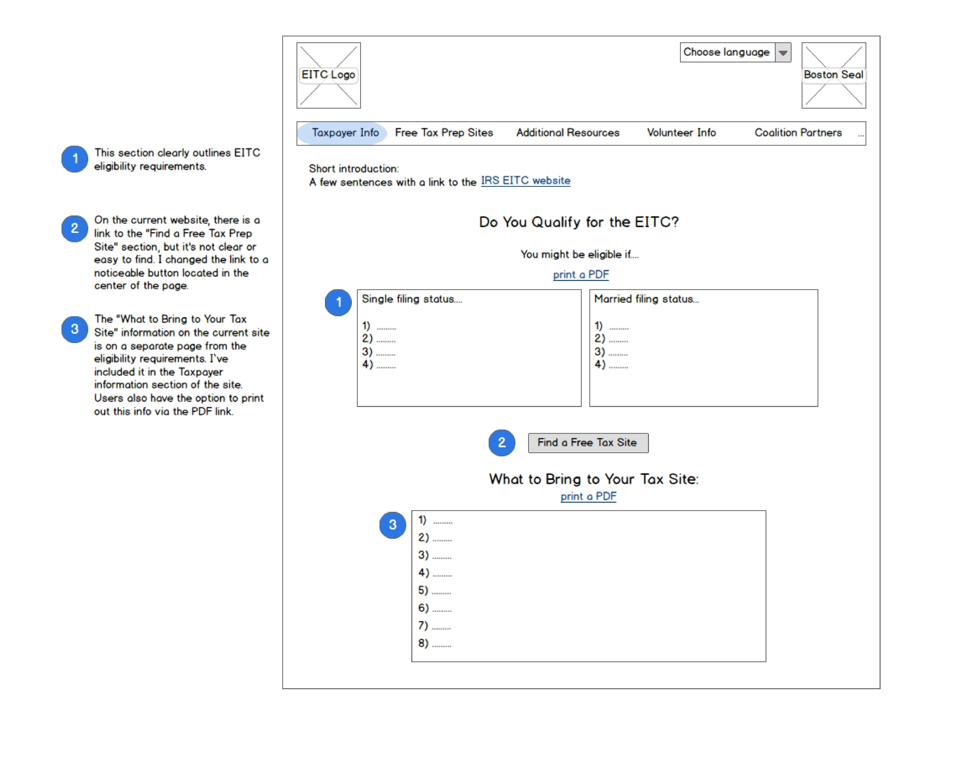 Choose language
EITC Logo
Boston Seal
Taxpayer Info Free Tax Prep Sites Additional Resources Volunteer Info Coalition Partners ...
1 This section clearly outlines EITC
eligibility requirements.
2 On the current website, there is a
link to the "Find a Free Tax Prep
Site" section, but it's not clear or
easy to find. I changed the link to a
noticeable button located in the
center of the page.
3 The "What to Bring to Your Tax
Site" information on the current site
is on a separate page from the
eligibility requirements. I've
included it in the Taxpayer
information section of the site.
Users also have the option to print
out this info via the PDF link.
Short introduction:
A few sentences with a link to the IRS EITC website
Do You Qualify for the EITC?
You might be eligible if...
print a PDF
1
Single filing status....
1) .........
2) .........
3) .........
4) .........
Married filing status...
1) .........
2) .........
3) .........
4) .........
2
Find a Free Tax Site
What to Bring to Your Tax Site:
print a PDF
3
1) .........
2) .........
3) .........
4) .........
5) .........
6) .........
7) .........
8) .........